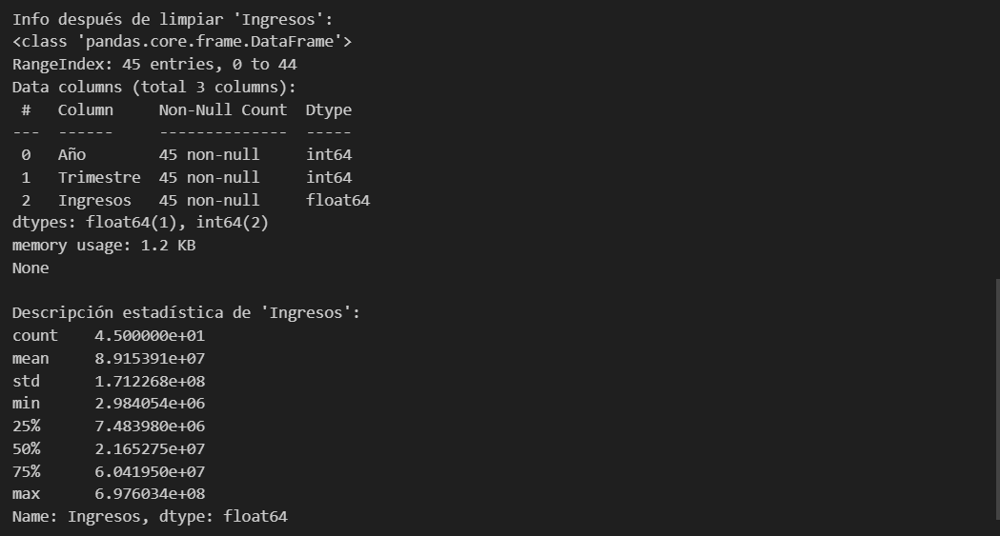 Info después de limpiar 'Ingresos':
<class 'pandas.core.frame.DataFrame'>
RangeIndex: 45 entries, 0 to 44
Data columns (total 3 columns):
 #   Column     Non-Null Count  Dtype
---  ------     --------------  -----
 0   Año        45 non-null     int64
 1   Trimestre  45 non-null     int64
 2   Ingresos   45 non-null     float64
dtypes: float64(1), int64(2)
memory usage: 1.2 KB
None

Descripción estadística de 'Ingresos':
count    4.500000e+01
mean     8.915391e+07
std      1.712268e+08
min      2.984054e+06
25%      7.483980e+06
50%      2.165275e+07
75%      6.041950e+07
max      6.976034e+08
Name: Ingresos, dtype: float64